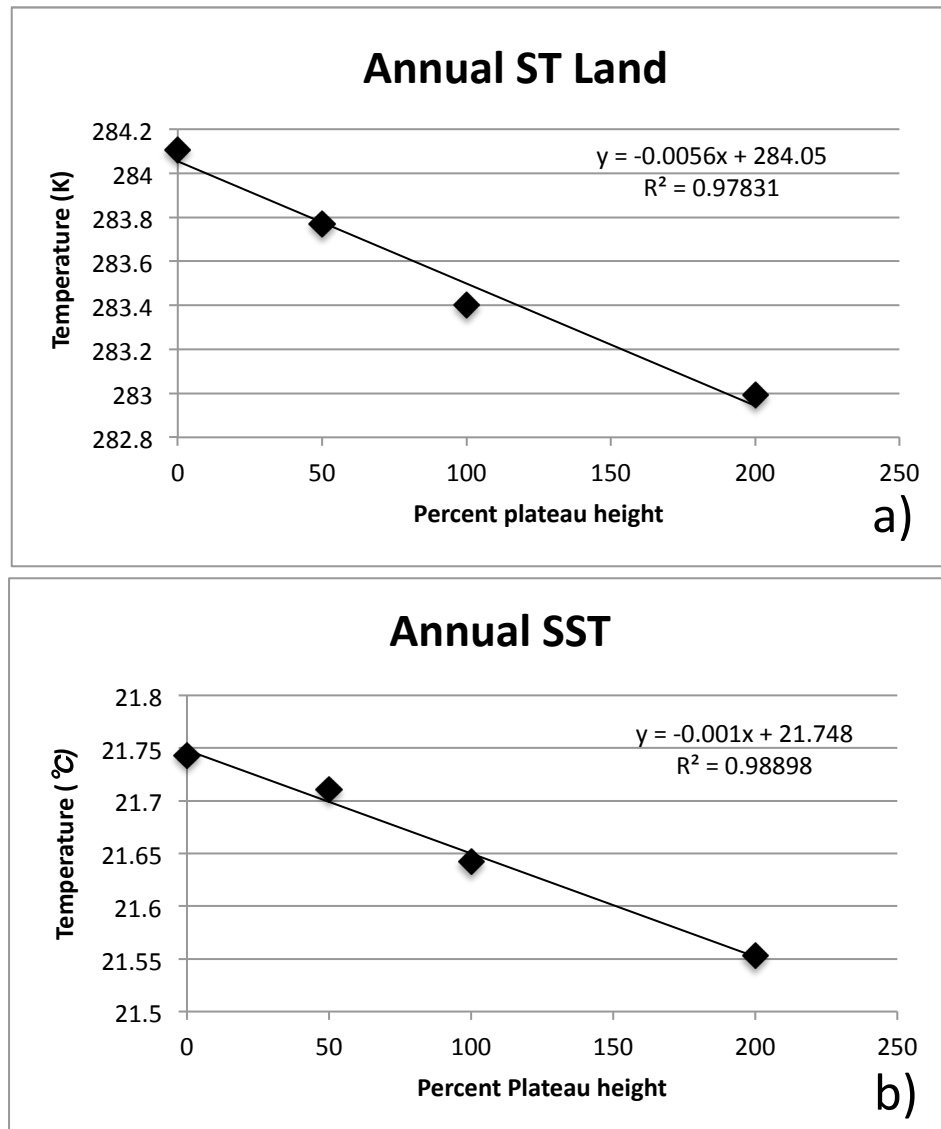 Annual ST Land
284.2
284
283.8
283.6
283.4
283.2
283
282.8
Temperature (K)
y = -0.0056x + 284.05
R² = 0.97831
0 50 100 150 200 250
Percent plateau height
a)
Annual SST
21.8
21.75
21.7
21.65
21.6
21.55
21.5
Temperature (℃)
y = -0.001x + 21.748
R² = 0.98898
0 50 100 150 200 250
Percent Plateau height
b)